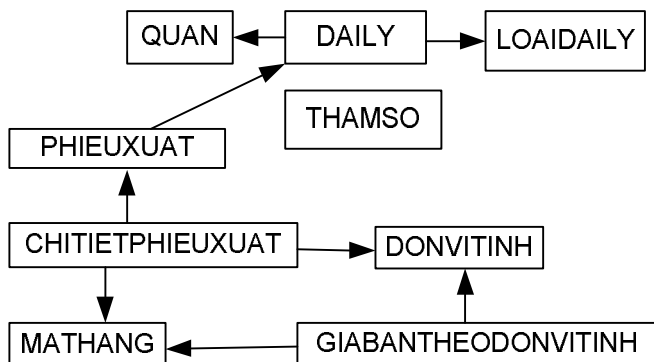 QUAN
DAILY
LOAIDAILY
THAMSO
PHIEUXUAT
CHITIETPHIEUXUAT
DONVITINH
MATHANG
GIABANTHEODONVITINH